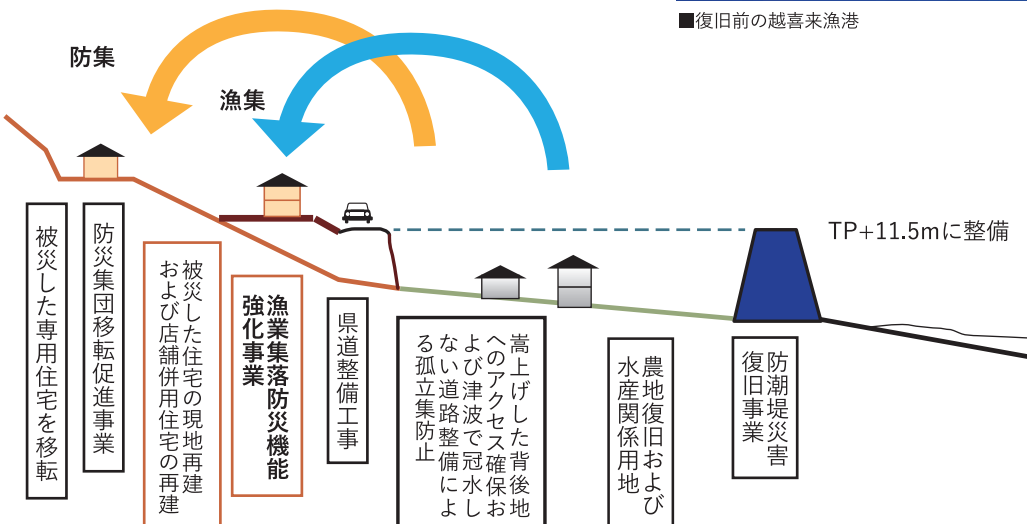 ■復旧前の越喜来漁港
防集
漁集
TP+11.5mに整備
被災した専用住宅を移転
防災集団移転促進事業
被災した住宅の現地再建
および店舗併用住宅の再建
漁業集落防災機能
強化事業
県道整備工事
嵩上げした背後地
へのアクセス確保お
よび津波で冠水し
ない道路整備によ
る孤立集防止
農地復旧および
水産関係用地
防潮堤災害
復旧事業